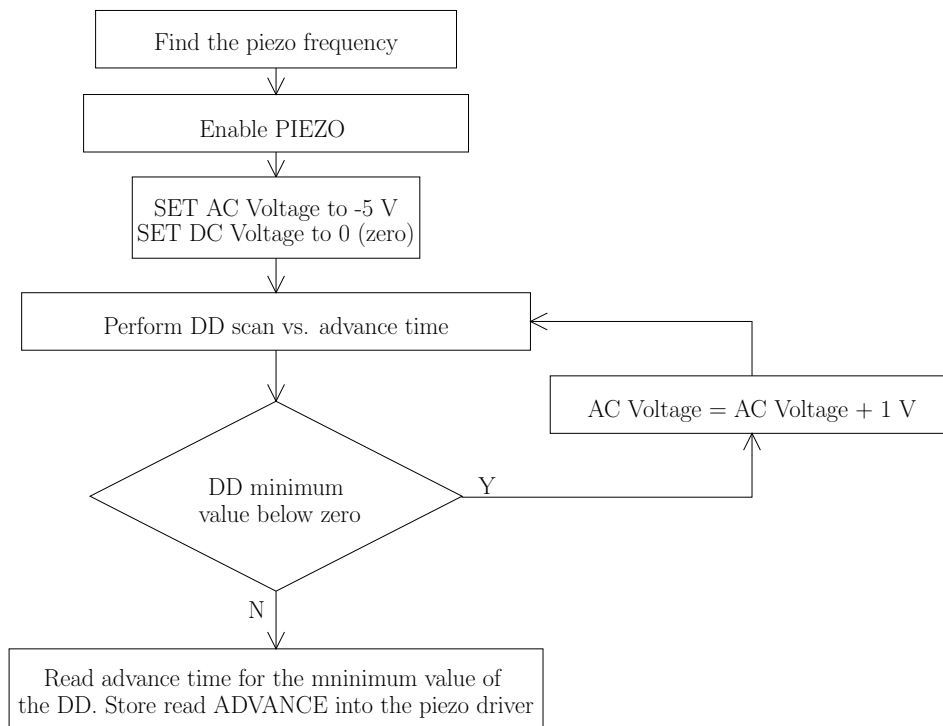 Find the piezo frequency
Enable PIEZO
SET AC Voltage to -5 V
SET DC Voltage to 0 (zero)
Perform DD scan vs. advance time
AC Voltage = AC Voltage + 1 V
DD minimum
value below zero
Y
N
Read advance time for the mninimum value of
the DD. Store read ADVANCE into the piezo driver